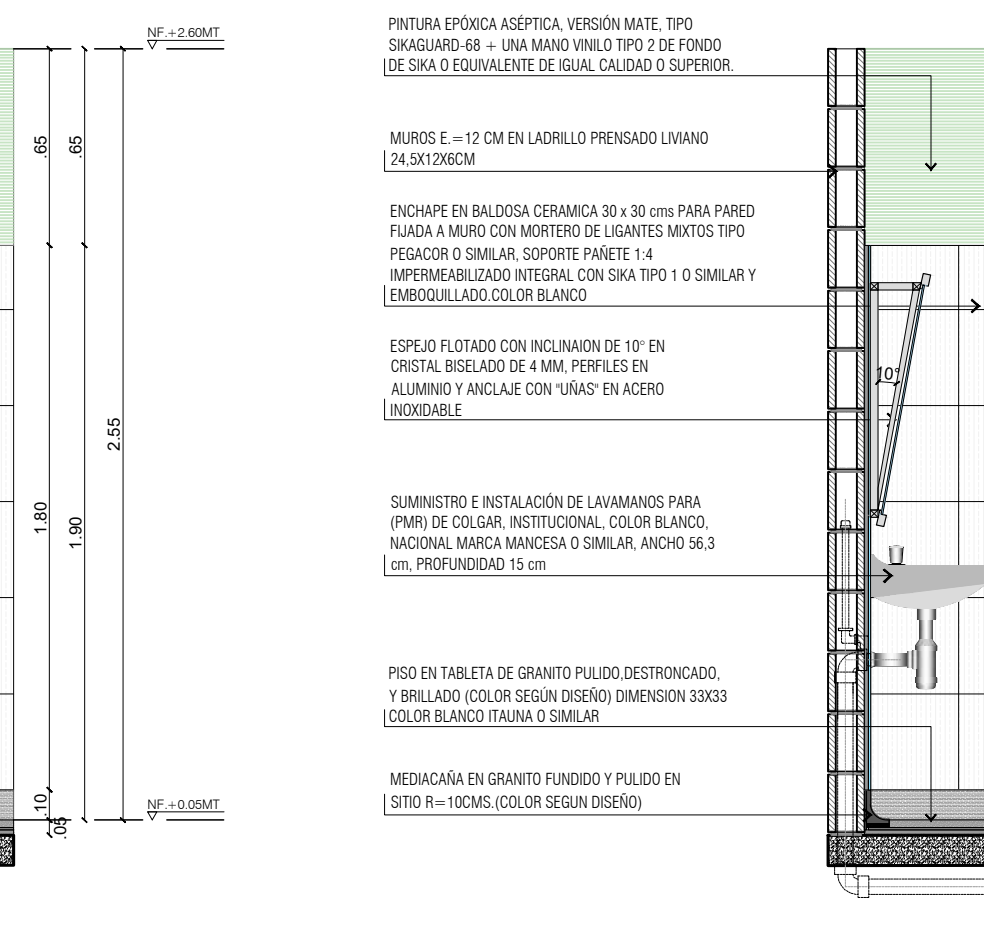 NF.+2.60MT
.65
.65
2.55
1.80
1.90
.10
.05
NF.+0.05MT
PINTURA EPÓXICA ASÉPTICA, VERSIÓN MATE, TIPO
SIKAGUARD-68 + UNA MANO VINILO TIPO 2 DE FONDO
DE SIKA O EQUIVALENTE DE IGUAL CALIDAD O SUPERIOR.
MUROS E.=12 CM EN LADRILLO PRENSADO LIVIANO
24,5X12X6CM
ENCHAPE EN BALDOSA CERAMICA 30 x 30 cms PARA PARED
FIJADA A MURO CON MORTERO DE LIGANTES MIXTOS TIPO
PEGACOR O SIMILAR, SOPORTE PAÑETE 1:4
IMPERMEABILIZADO INTEGRAL CON SIKA TIPO 1 O SIMILAR Y
EMBOQUILLADO.COLOR BLANCO
ESPEJO FLOTADO CON INCLINAION DE 10° EN
CRISTAL BISELADO DE 4 MM, PERFILES EN
ALUMINIO Y ANCLAJE CON "UÑAS" EN ACERO
INOXIDABLE
10°
SUMINISTRO E INSTALACIÓN DE LAVAMANOS PARA
(PMR) DE COLGAR, INSTITUCIONAL, COLOR BLANCO,
NACIONAL MARCA MANCESA O SIMILAR, ANCHO 56,3
cm, PROFUNDIDAD 15 cm
PISO EN TABLETA DE GRANITO PULIDO,DESTRONCADO,
Y BRILLADO (COLOR SEGÚN DISEÑO) DIMENSION 33X33
COLOR BLANCO ITAUNA O SIMILAR
MEDIACAÑA EN GRANITO FUNDIDO Y PULIDO EN
SITIO R=10CMS.(COLOR SEGUN DISEÑO)